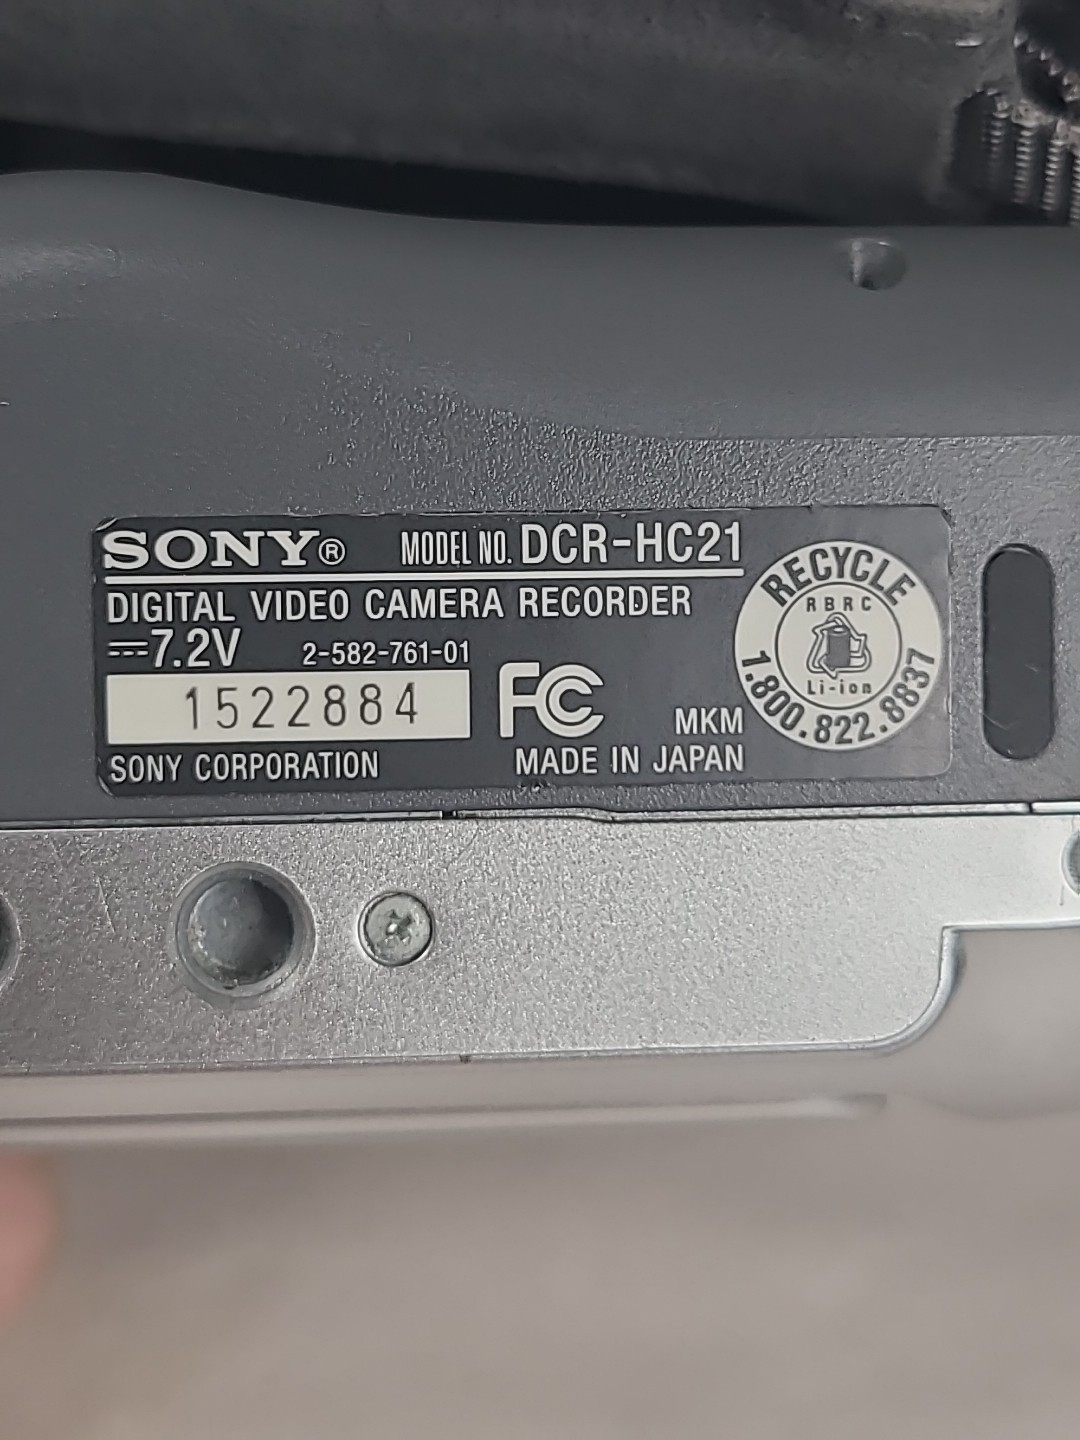 SONY® MODEL NO. DCR-HC21
DIGITAL VIDEO CAMERA RECORDER
⎓7.2V 2-582-761-01
1522884
FC
MKM
SONY CORPORATION MADE IN JAPAN
RECYCLE
RBRC
Li-ion
1.800.822.8837